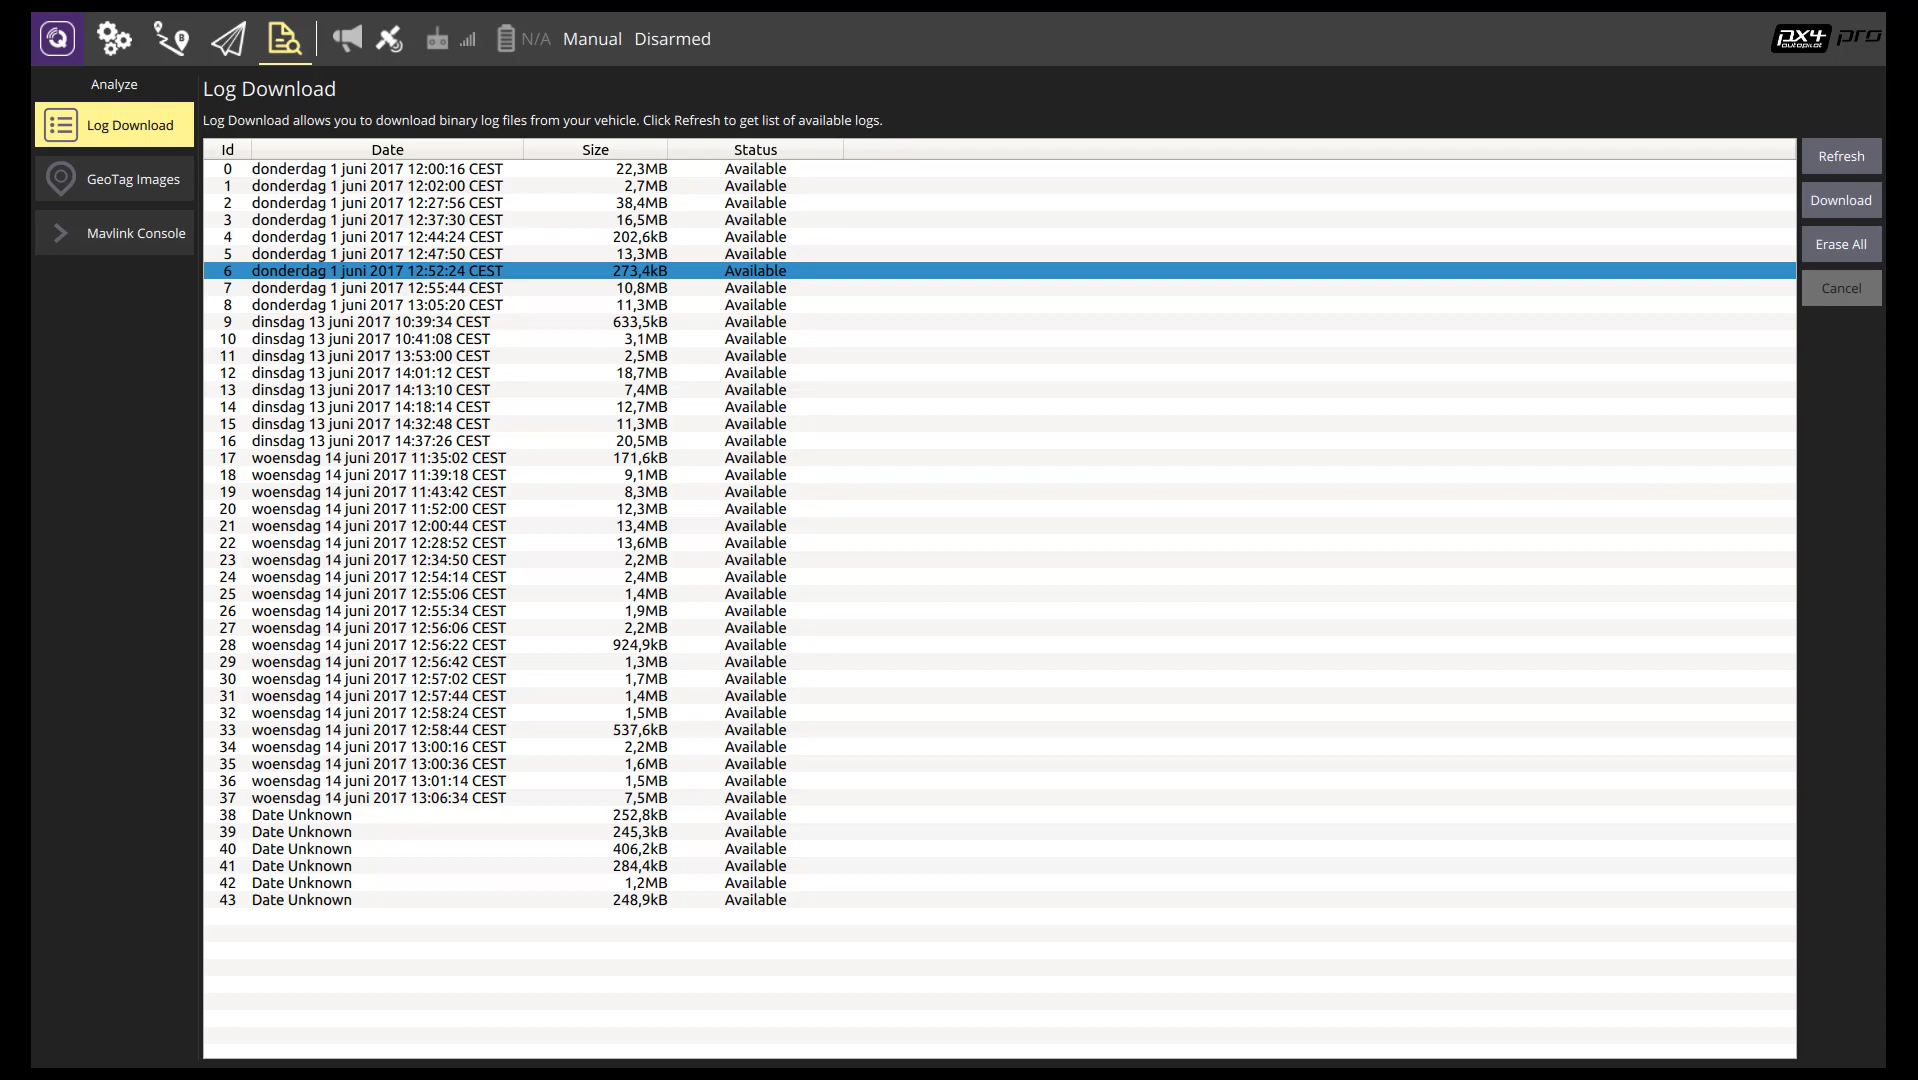 N/A Manual Disarmed
px4 autopilot pro
Analyze
Log Download
GeoTag Images
Mavlink Console
Log Download
Log Download allows you to download binary log files from your vehicle. Click Refresh to get list of available logs.
Id Date Size Status
0 donderdag 1 juni 2017 12:00:16 CEST 22,3MB Available
1 donderdag 1 juni 2017 12:02:00 CEST 2,7MB Available
2 donderdag 1 juni 2017 12:27:56 CEST 38,4MB Available
3 donderdag 1 juni 2017 12:37:30 CEST 16,5MB Available
4 donderdag 1 juni 2017 12:44:24 CEST 202,6kB Available
5 donderdag 1 juni 2017 12:47:50 CEST 13,3MB Available
6 donderdag 1 juni 2017 12:52:24 CEST 273,4kB Available
7 donderdag 1 juni 2017 12:55:44 CEST 10,8MB Available
8 donderdag 1 juni 2017 13:05:20 CEST 11,3MB Available
9 dinsdag 13 juni 2017 10:39:34 CEST 633,5kB Available
10 dinsdag 13 juni 2017 10:41:08 CEST 3,1MB Available
11 dinsdag 13 juni 2017 13:53:00 CEST 2,5MB Available
12 dinsdag 13 juni 2017 14:01:12 CEST 18,7MB Available
13 dinsdag 13 juni 2017 14:13:10 CEST 7,4MB Available
14 dinsdag 13 juni 2017 14:18:14 CEST 12,7MB Available
15 dinsdag 13 juni 2017 14:32:48 CEST 11,3MB Available
16 dinsdag 13 juni 2017 14:37:26 CEST 20,5MB Available
17 woensdag 14 juni 2017 11:35:02 CEST 171,6kB Available
18 woensdag 14 juni 2017 11:39:18 CEST 9,1MB Available
19 woensdag 14 juni 2017 11:43:42 CEST 8,3MB Available
20 woensdag 14 juni 2017 11:52:00 CEST 12,3MB Available
21 woensdag 14 juni 2017 12:00:44 CEST 13,4MB Available
22 woensdag 14 juni 2017 12:28:52 CEST 13,6MB Available
23 woensdag 14 juni 2017 12:34:50 CEST 2,2MB Available
24 woensdag 14 juni 2017 12:54:14 CEST 2,4MB Available
25 woensdag 14 juni 2017 12:55:06 CEST 1,4MB Available
26 woensdag 14 juni 2017 12:55:34 CEST 1,9MB Available
27 woensdag 14 juni 2017 12:56:06 CEST 2,2MB Available
28 woensdag 14 juni 2017 12:56:22 CEST 924,9kB Available
29 woensdag 14 juni 2017 12:56:42 CEST 1,3MB Available
30 woensdag 14 juni 2017 12:57:02 CEST 1,7MB Available
31 woensdag 14 juni 2017 12:57:44 CEST 1,4MB Available
32 woensdag 14 juni 2017 12:58:24 CEST 1,5MB Available
33 woensdag 14 juni 2017 12:58:44 CEST 537,6kB Available
34 woensdag 14 juni 2017 13:00:16 CEST 2,2MB Available
35 woensdag 14 juni 2017 13:00:36 CEST 1,6MB Available
36 woensdag 14 juni 2017 13:01:14 CEST 1,5MB Available
37 woensdag 14 juni 2017 13:06:34 CEST 7,5MB Available
38 Date Unknown 252,8kB Available
39 Date Unknown 245,3kB Available
40 Date Unknown 406,2kB Available
41 Date Unknown 284,4kB Available
42 Date Unknown 1,2MB Available
43 Date Unknown 248,9kB Available
Refresh
Download
Erase All
Cancel